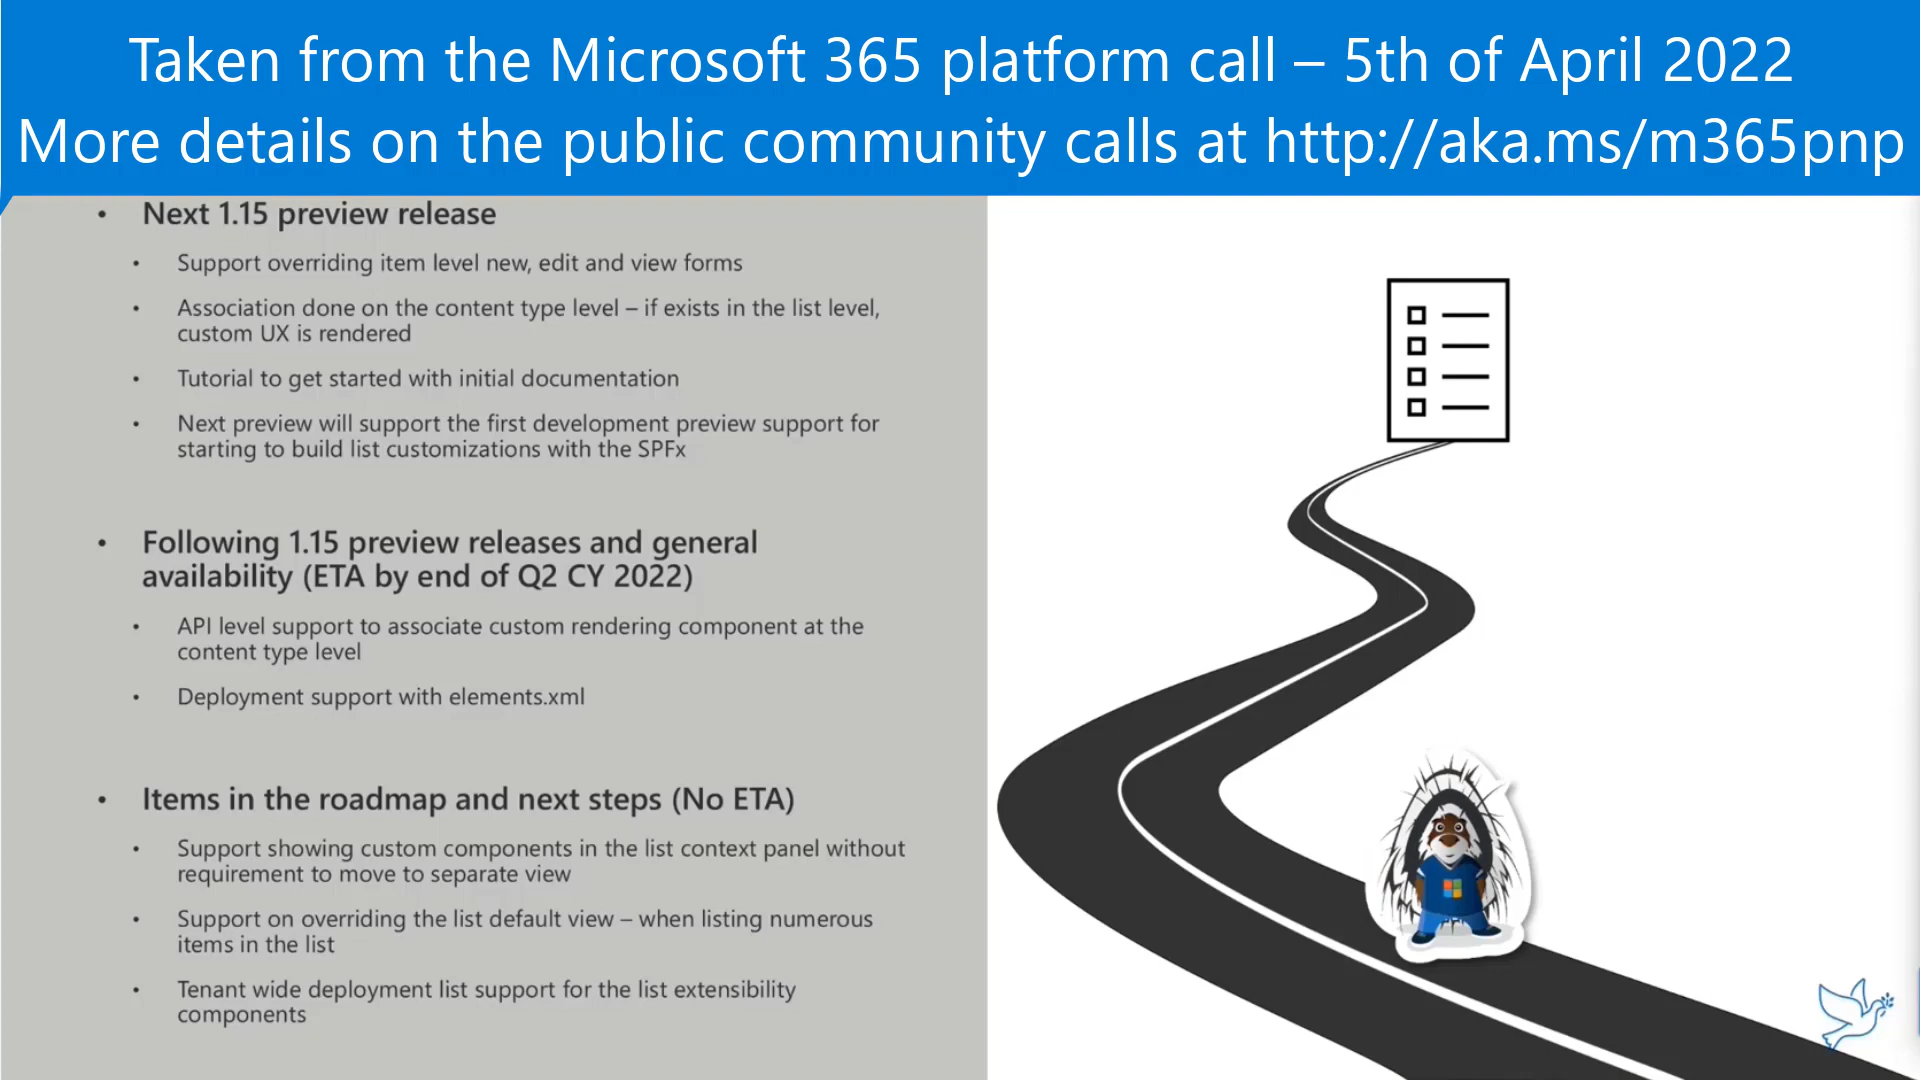 Taken from the Microsoft 365 platform call – 5th of April 2022
More details on the public community calls at http://aka.ms/m365pnp
• Next 1.15 preview release
• Support overriding item level new, edit and view forms
• Association done on the content type level – if exists in the list level,
custom UX is rendered
• Tutorial to get started with initial documentation
• Next preview will support the first development preview support for
starting to build list customizations with the SPFx
• Following 1.15 preview releases and general
availability (ETA by end of Q2 CY 2022)
• API level support to associate custom rendering component at the
content type level
• Deployment support with elements.xml
• Items in the roadmap and next steps (No ETA)
• Support showing custom components in the list context panel without
requirement to move to separate view
• Support on overriding the list default view – when listing numerous
items in the list
• Tenant wide deployment list support for the list extensibility
components